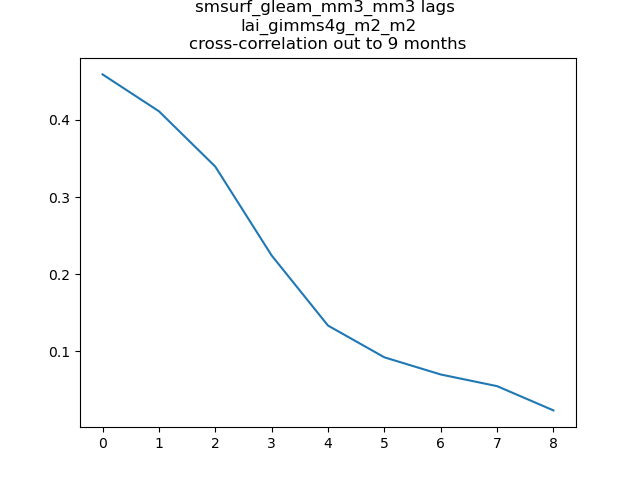 smsurf_gleam_mm3_mm3 lags
lai_gimms4g_m2_m2
cross-correlation out to 9 months
0.4
0.3
0.2
0.1
0 1 2 3 4 5 6 7 8